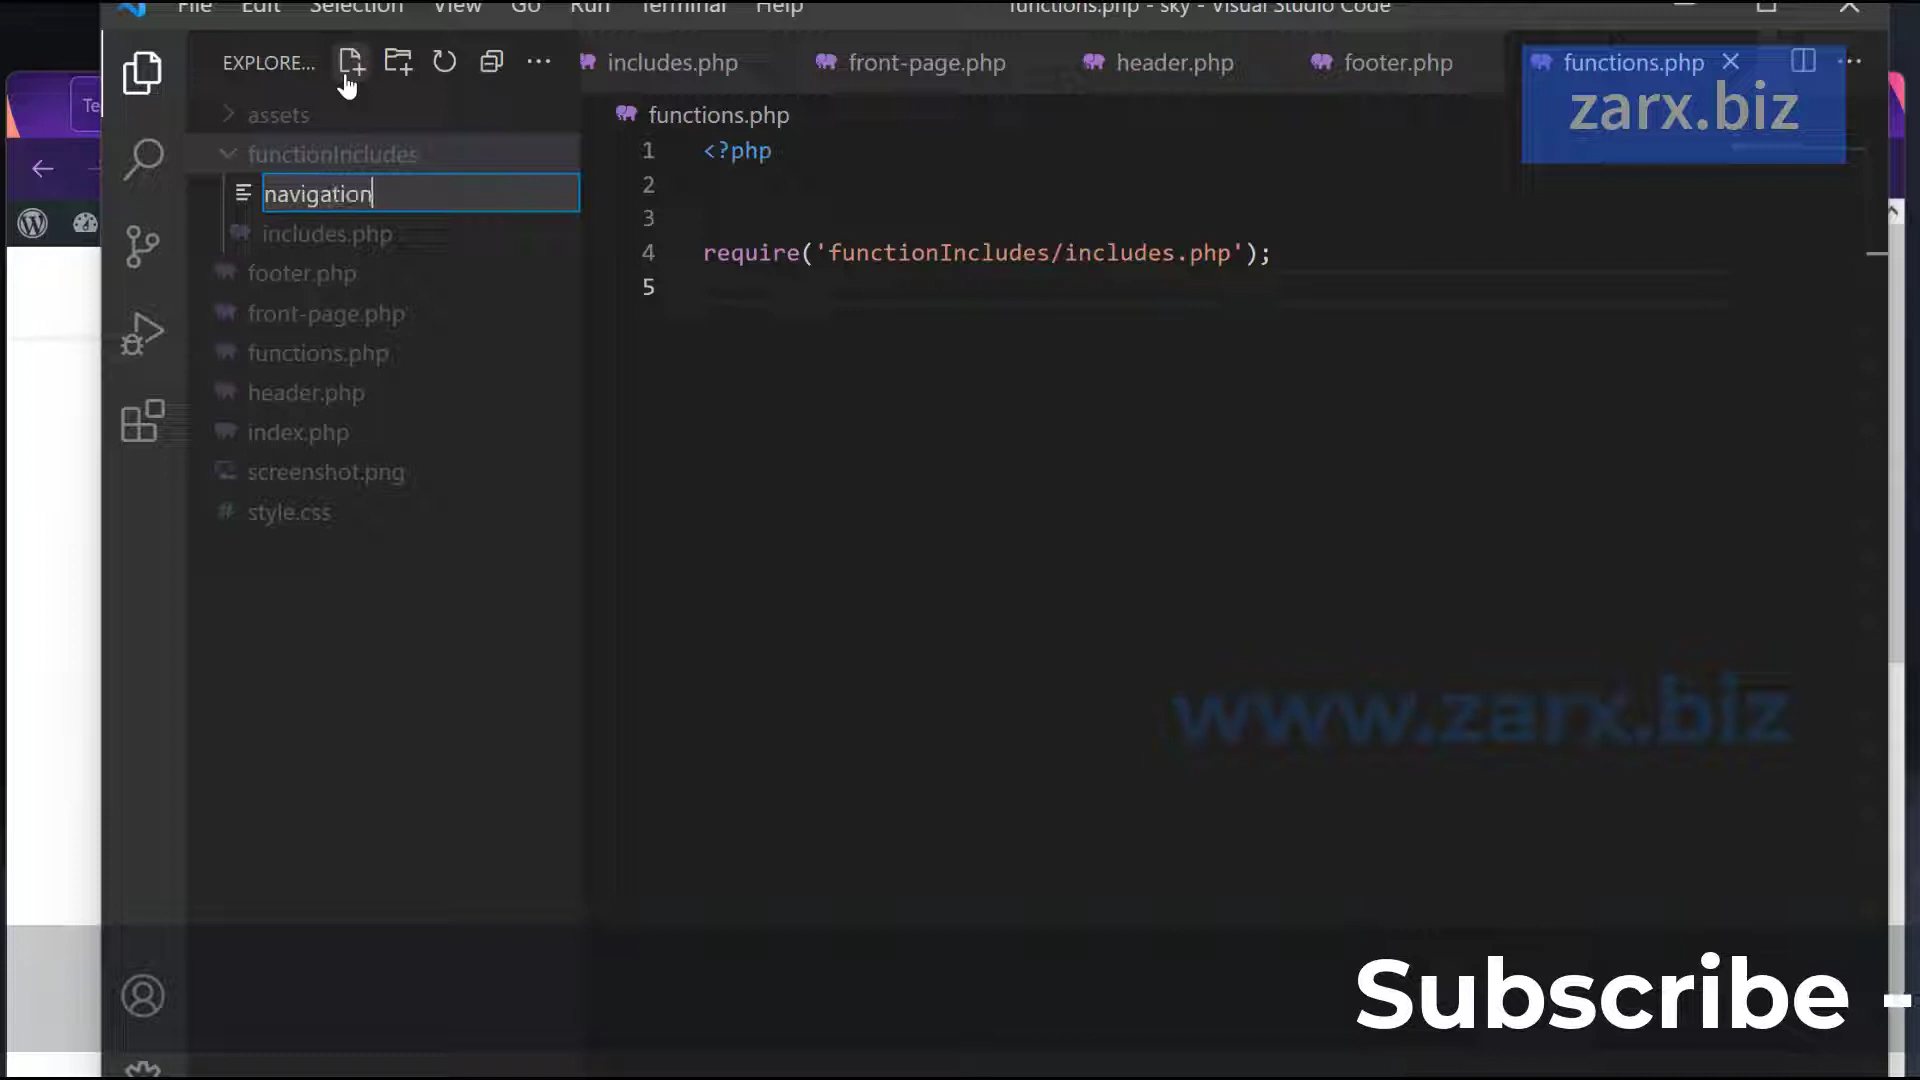 File Edit Selection View Go Run Terminal Help functions.php - sky - Visual Studio Code
EXPLORE... includes.php front-page.php header.php footer.php functions.php
zarx.biz
Te
assets
functionIncludes
navigation
includes.php
footer.php
front-page.php
functions.php
header.php
index.php
screenshot.png
# style.css
functions.php
1 <?php
2
3
4 require('functionIncludes/includes.php');
5
www.zarx.biz
Subscribe -